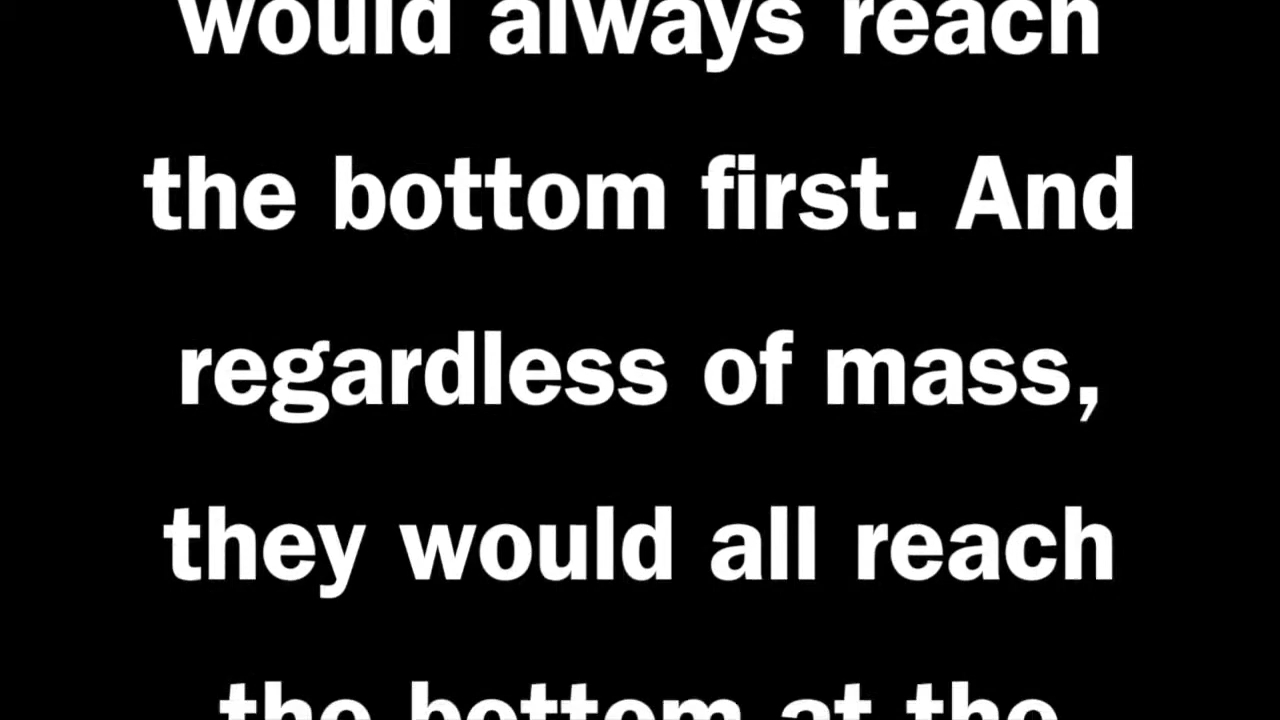 would always reach
the bottom first. And
regardless of mass,
they would all reach
the bottom at the